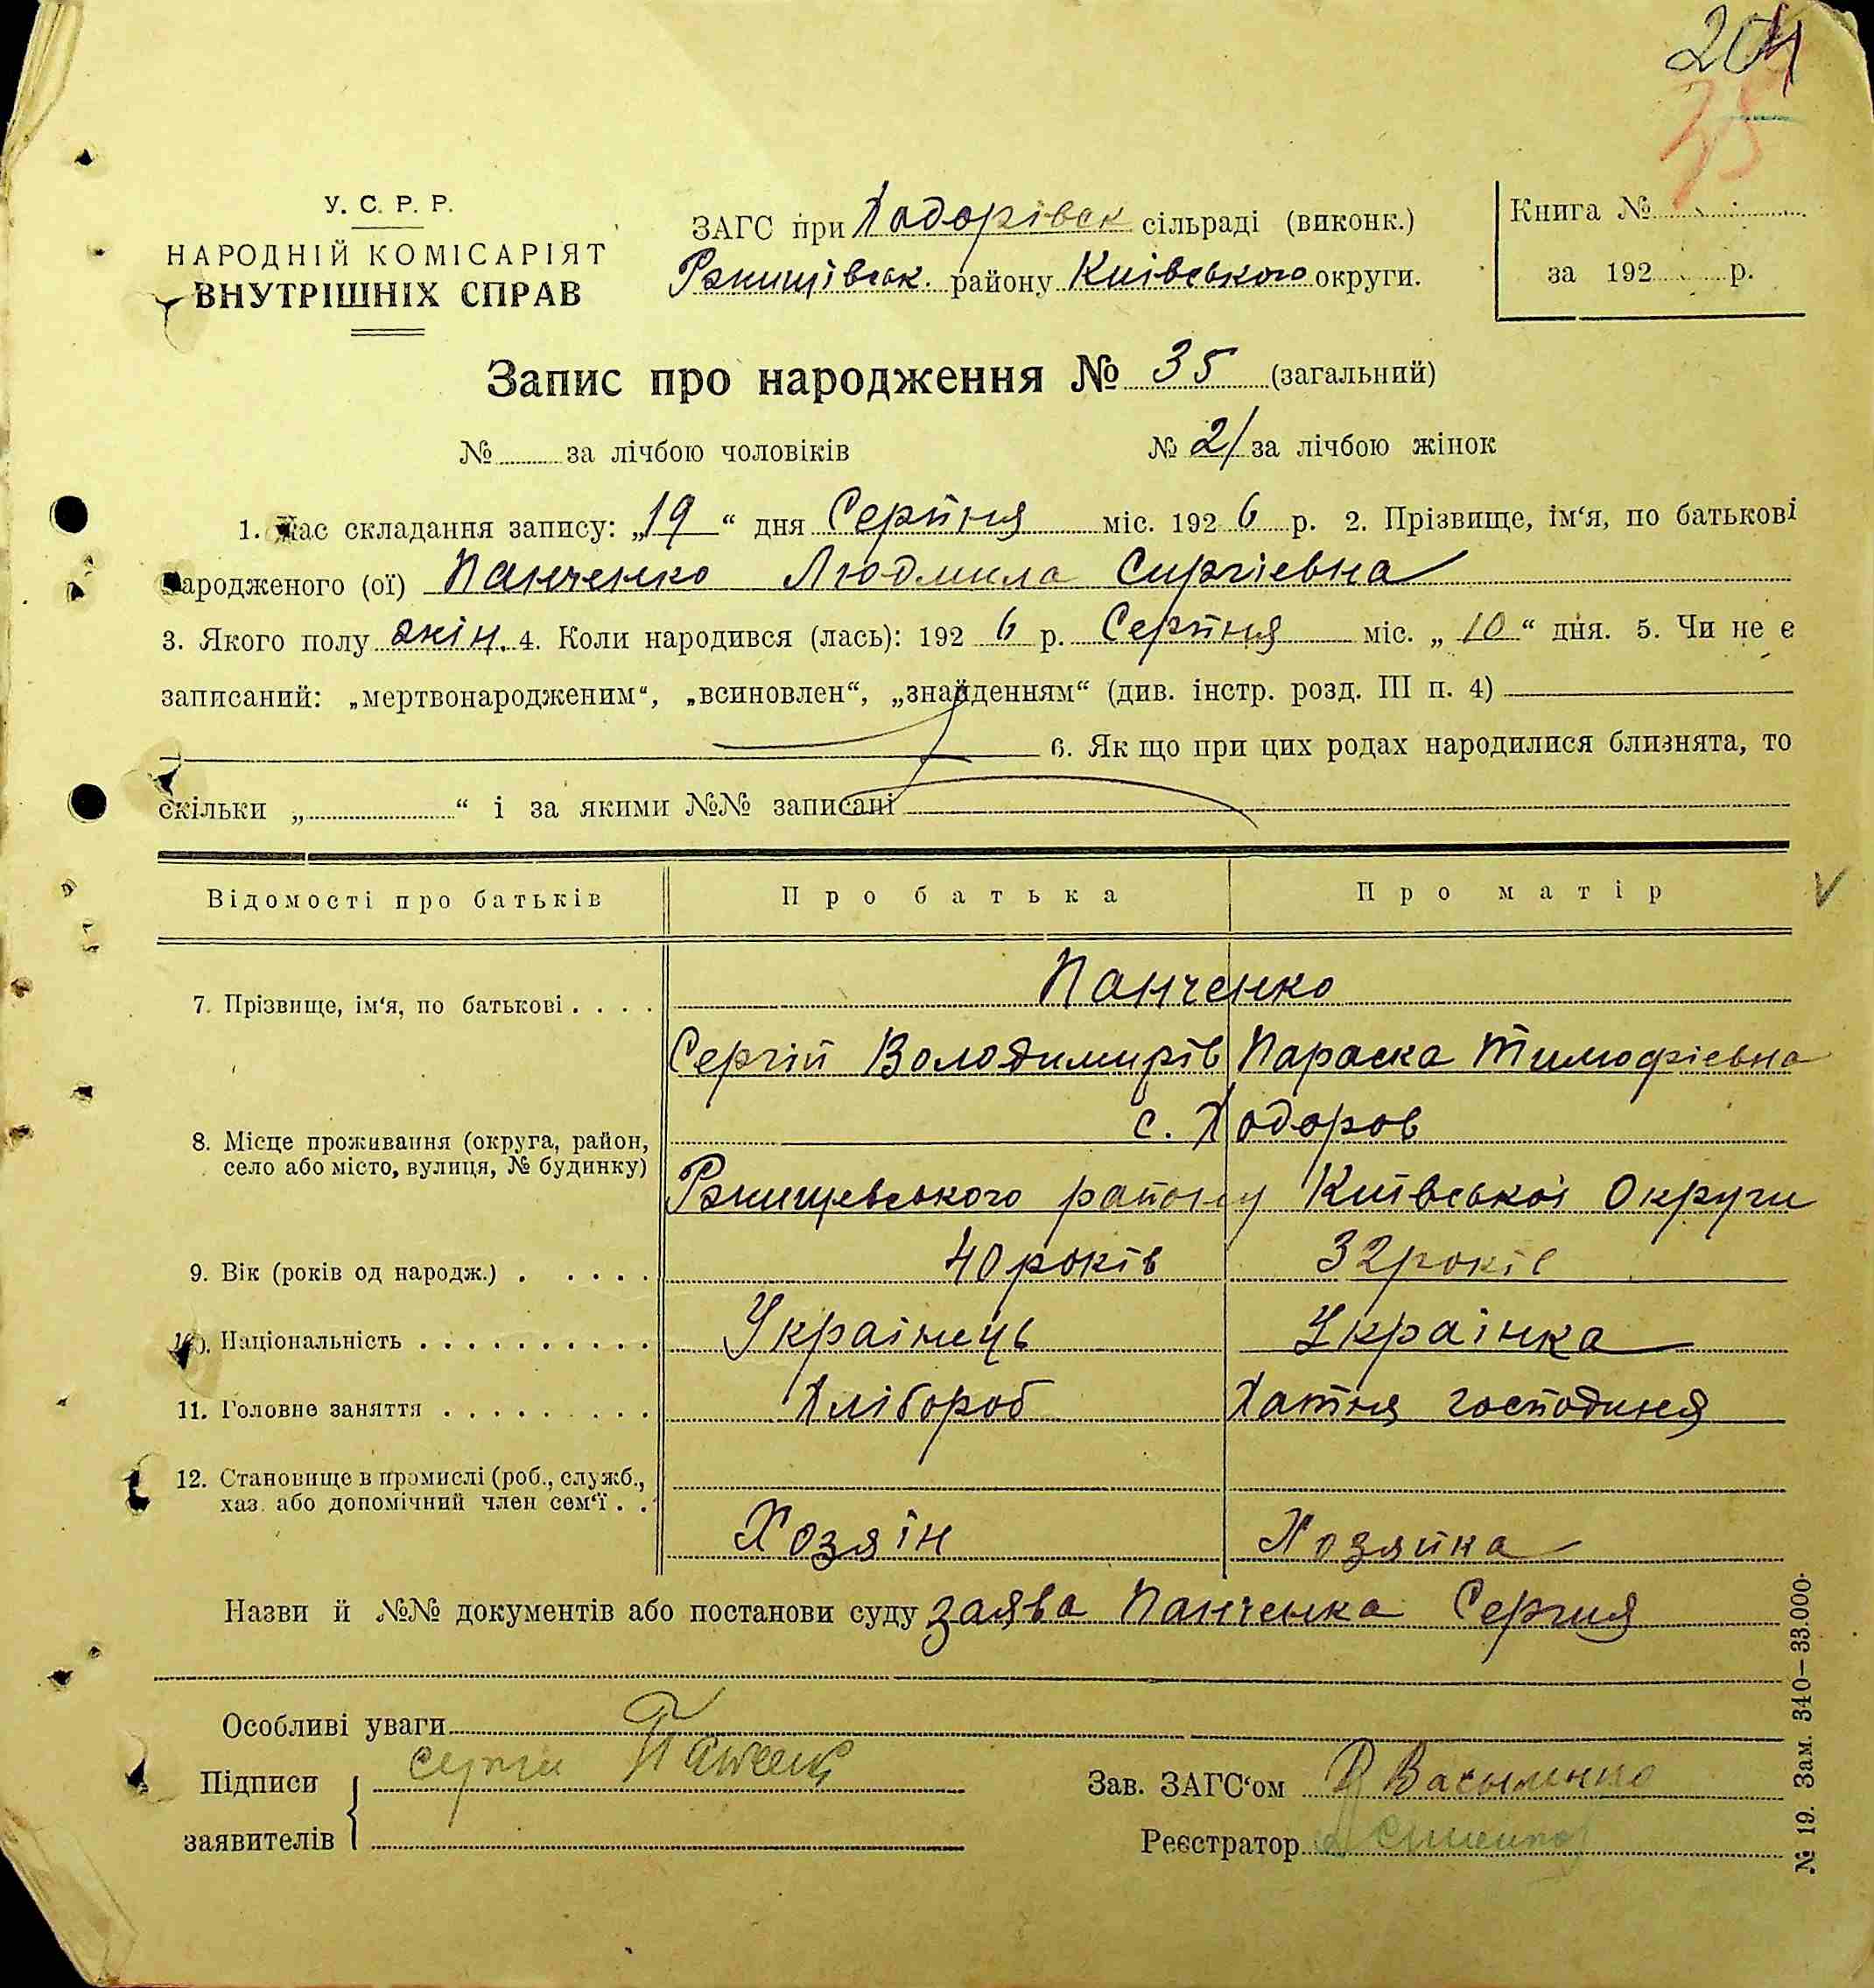 204
35
У. С. Р. Р.
НАРОДНІЙ КОМІСАРІЯТ
ВНУТРІШНІХ СПРАВ
ЗАГС при Ходорівск сільраді (виконк.)
Ржищівськ. району Київського округи.
Книга №
за 192 р.
Запис про народження № 35 (загальний)
№ за лічбою чоловіків № 21 за лічбою жінок
1. Час складання запису: „19“ дня Серпня міс. 1926 р. 2. Прізвище, ім‘я, по батькові
народженого (ої) Панченко Людмила Сиргіевна
3. Якого полу жін. 4. Коли народився (лась): 1926 р. Серпня міс. „10“ дня. 5. Чи не є
записаний: „мертвонародженим“, „всиновлен“, „знайденням“ (див. інстр. розд. III п. 4)
6. Як що при цих родах народилися близнята, то
скільки „ “ і за якими №№ записані
Відомості про батьків Про батька Про матір
7. Прізвище, ім‘я, по батькові . . . . Панченко
Сергій Володимирів Параска Тимофієвна
8. Місце проживання (округа, район, с. Ходоров
село або місто, вулиця, № будинку)
Ржищевського району Київської Округи
9. Вік (років од народж.) . . . . . 40 років 32 років
10. Національність . . . . . . . . . . Українець Українка
11. Головне заняття . . . . . . . . . Хлібороб Хатня господиня
12. Становище в промислі (роб., служб.,
хаз. або допомічний член сем‘ї . .
Хозяін Хозяйка
Назви й №№ документів або постанови суду заява Панченка Сергия
Особливі уваги
Підписи Сергии
заявителів
Зав. ЗАГС‘ом Василенко
Реєстратор
№ 19. Зам. 340—33.000.